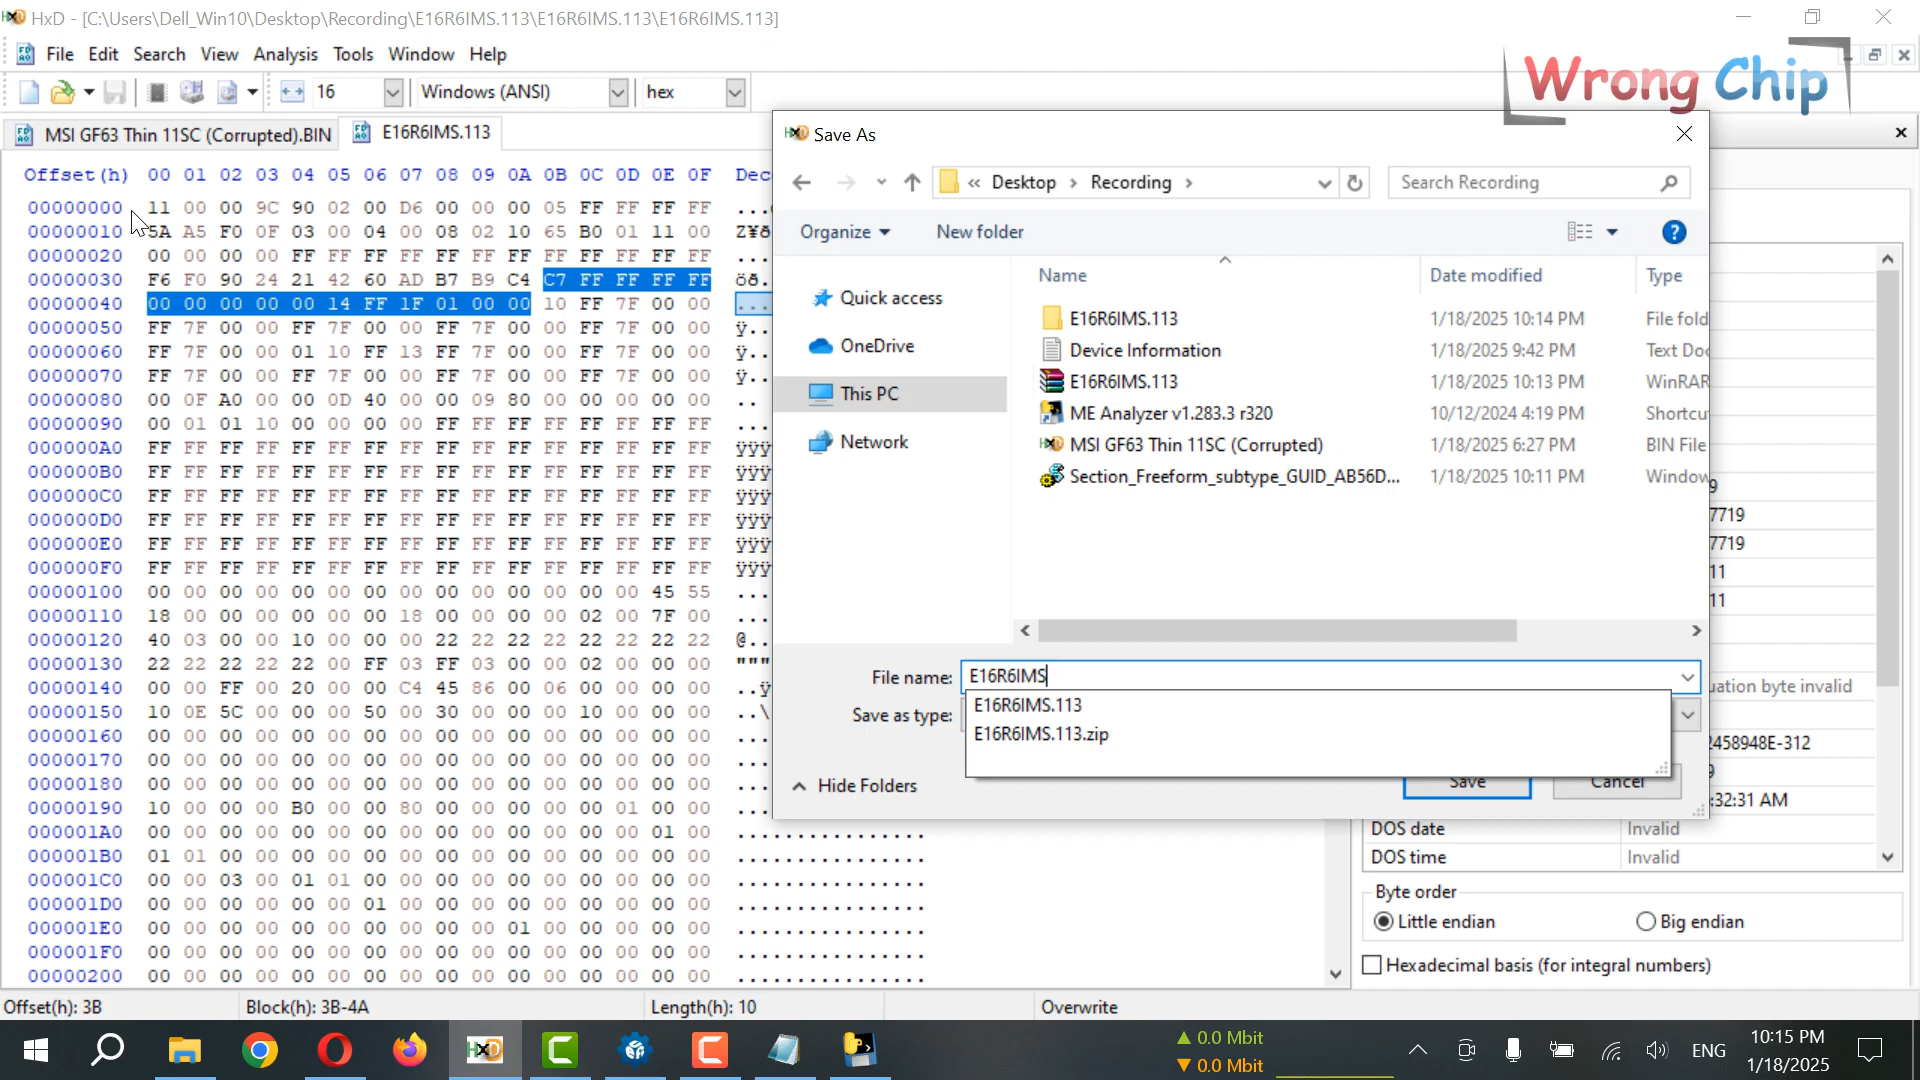 HxD - [C:\Users\Dell_Win10\Desktop\Recording\E16R6IMS.113\E16R6IMS.113\E16R6IMS.113]
File Edit Search View Analysis Tools Window Help
16 Windows (ANSI) hex
Wrong Chip
MSI GF63 Thin 11SC (Corrupted).BIN E16R6IMS.113
Offset(h) 00 01 02 03 04 05 06 07 08 09 0A 0B 0C 0D 0E 0F Dec
00000000 11 00 00 9C 90 02 00 D6 00 00 00 05 FF FF FF FF
00000010 5A A5 F0 0F 03 00 04 00 08 02 10 65 B0 01 11 00 Z¥ð
00000020 00 00 00 00 FF FF FF FF FF FF FF FF FF FF FF FF ...
00000030 F6 F0 90 24 21 42 60 AD B7 B9 C4 C7 FF FF FF FF öð.
00000040 00 00 00 00 00 14 FF 1F 01 00 00 10 FF 7F 00 00 ...
00000050 FF 7F 00 00 FF 7F 00 00 FF 7F 00 00 FF 7F 00 00 ÿ..
00000060 FF 7F 00 00 01 10 FF 13 FF 7F 00 00 FF 7F 00 00 ÿ..
00000070 FF 7F 00 00 FF 7F 00 00 FF 7F 00 00 FF 7F 00 00 ÿ..
00000080 00 0F A0 00 00 0D 40 00 00 09 80 00 00 00 00 00 ..
00000090 00 01 01 10 00 00 00 00 FF FF FF FF FF FF FF FF ...
000000A0 FF FF FF FF FF FF FF FF FF FF FF FF FF FF FF FF ÿÿÿ
000000B0 FF FF FF FF FF FF FF FF FF FF FF FF FF FF FF FF ÿÿÿ
000000C0 FF FF FF FF FF FF FF FF FF FF FF FF FF FF FF FF ÿÿÿ
000000D0 FF FF FF FF FF FF FF FF FF FF FF FF FF FF FF FF ÿÿÿ
000000E0 FF FF FF FF FF FF FF FF FF FF FF FF FF FF FF FF ÿÿÿ
000000F0 FF FF FF FF FF FF FF FF FF FF FF FF FF FF FF FF ÿÿÿ
00000100 00 00 00 00 00 00 00 00 00 00 00 00 00 00 45 55 ...
00000110 18 00 00 00 00 00 00 18 00 00 00 00 02 00 7F 00 ...
00000120 40 03 00 00 10 00 00 00 22 22 22 22 22 22 22 22 @..
00000130 22 22 22 22 22 00 FF 03 FF 03 00 00 02 00 00 00 """
00000140 00 00 FF 00 20 00 00 C4 45 86 00 06 00 00 00 00 ..ÿ
00000150 10 0E 5C 00 00 00 50 00 30 00 00 00 10 00 00 00 ..\
00000160 00 00 00 00 00 00 00 00 00 00 00 00 00 00 00 00 ...
00000170 00 00 00 00 00 00 00 00 00 00 00 00 00 00 00 00 ...
00000180 00 00 00 00 00 00 00 00 00 00 00 00 00 00 00 00 ...
00000190 10 00 00 00 B0 00 00 80 00 00 00 00 00 01 00 00 ...
000001A0 00 00 00 00 00 00 00 00 00 00 00 00 00 00 01 00 ................
000001B0 01 01 00 00 00 00 00 00 00 00 00 00 00 00 00 00 ................
000001C0 00 00 03 00 01 01 00 00 00 00 00 00 00 00 00 00 ................
000001D0 00 00 00 00 00 00 01 00 00 00 00 00 00 00 00 00 ................
000001E0 00 00 00 00 00 00 00 00 00 00 01 00 00 00 00 00 ................
000001F0 00 00 00 00 00 00 00 00 00 00 00 00 00 00 00 00 ................
00000200 00 00 00 00 00 00 00 00 00 00 00 00 00 00 00 00 ................
Save As
« Desktop > Recording > Search Recording
Organize New folder
Quick access
OneDrive
This PC
Network
Name Date modified Type
E16R6IMS.113 1/18/2025 10:14 PM File fold
Device Information 1/18/2025 9:42 PM Text Doc
E16R6IMS.113 1/18/2025 10:13 PM WinRAR
ME Analyzer v1.283.3 r320 10/12/2024 4:19 PM Shortcu
MSI GF63 Thin 11SC (Corrupted) 1/18/2025 6:27 PM BIN File
Section_Freeform_subtype_GUID_AB56D... 1/18/2025 10:11 PM Window
File name: E16R6IMS
E16R6IMS.113
E16R6IMS.113.zip
Save as type:
Hide Folders Save Cancel
9
7719
7719
11
11
uation byte invalid
2458948E-312
9
:32:31 AM
DOS date Invalid
DOS time Invalid
Byte order
Little endian Big endian
Hexadecimal basis (for integral numbers)
Offset(h): 3B Block(h): 3B-4A Length(h): 10 Overwrite
0.0 Mbit
0.0 Mbit
ENG
10:15 PM
1/18/2025